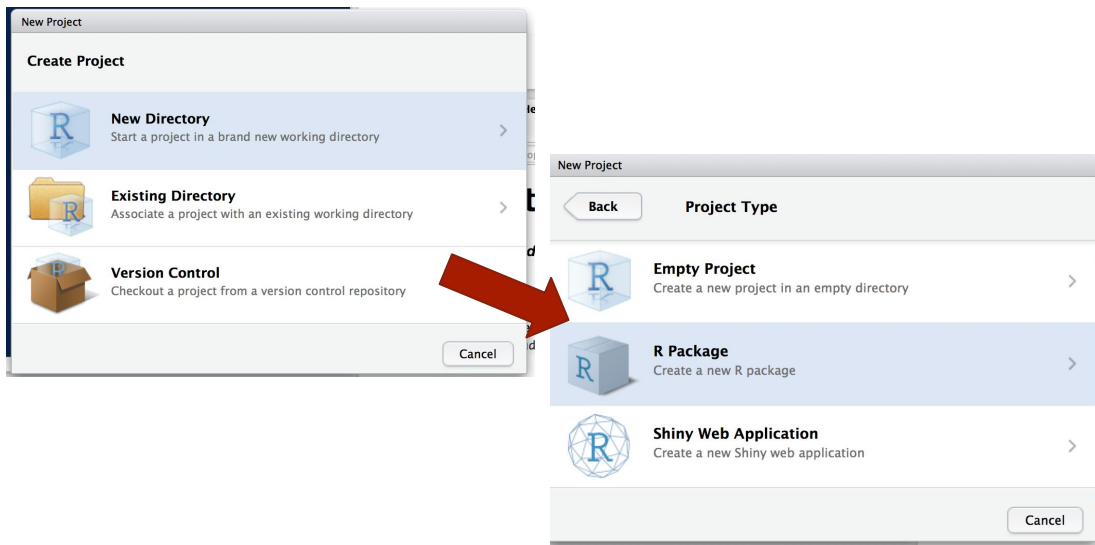 New Project
Create Project
New Directory
Start a project in a brand new working directory
Existing Directory
Associate a project with an existing working directory
Version Control
Checkout a project from a version control repository
Cancel
New Project
Back
Project Type
Empty Project
Create a new project in an empty directory
R Package
Create a new R package
Shiny Web Application
Create a new Shiny web application
Cancel